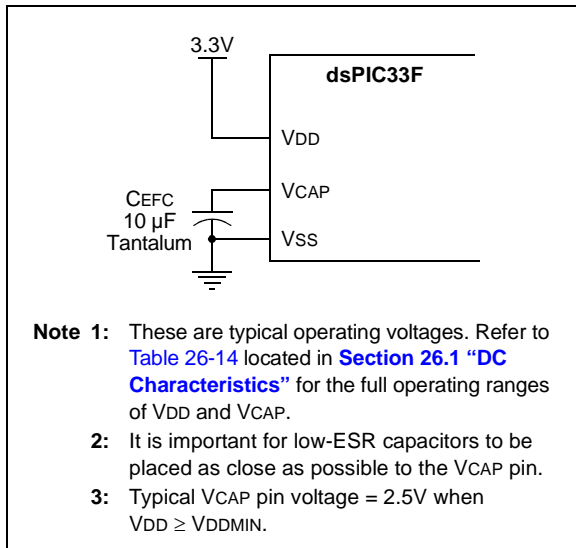 3.3V
dsPIC33F
VDD
VCAP
CEFC
10 µF
Tantalum
VSS
Note 1: These are typical operating voltages. Refer to
Table 26-14 located in Section 26.1 “DC
Characteristics” for the full operating ranges
of VDD and VCAP.
2: It is important for low-ESR capacitors to be
placed as close as possible to the VCAP pin.
3: Typical VCAP pin voltage = 2.5V when
VDD ≥ VDDMIN.